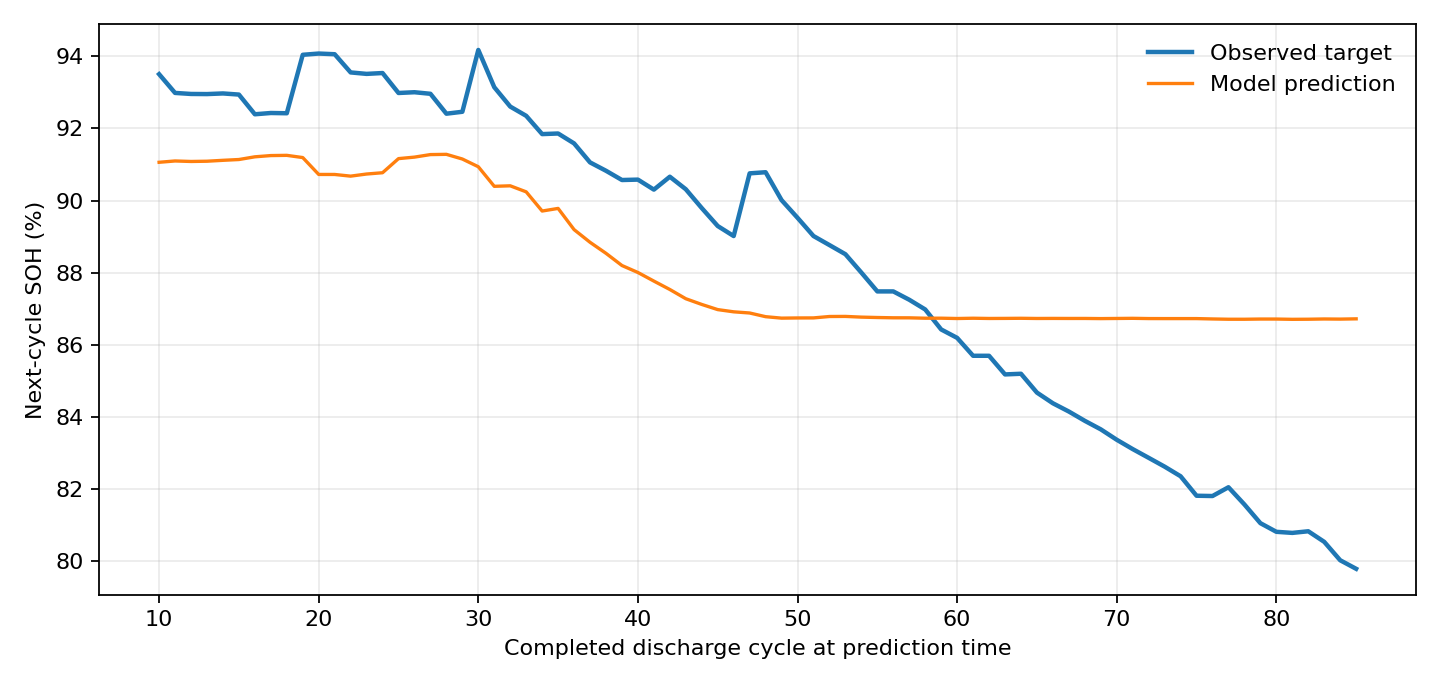 94
92
90
88
86
84
82
80
Next-cycle SOH (%)
Observed target
Model prediction
10 20 30 40 50 60 70 80
Completed discharge cycle at prediction time